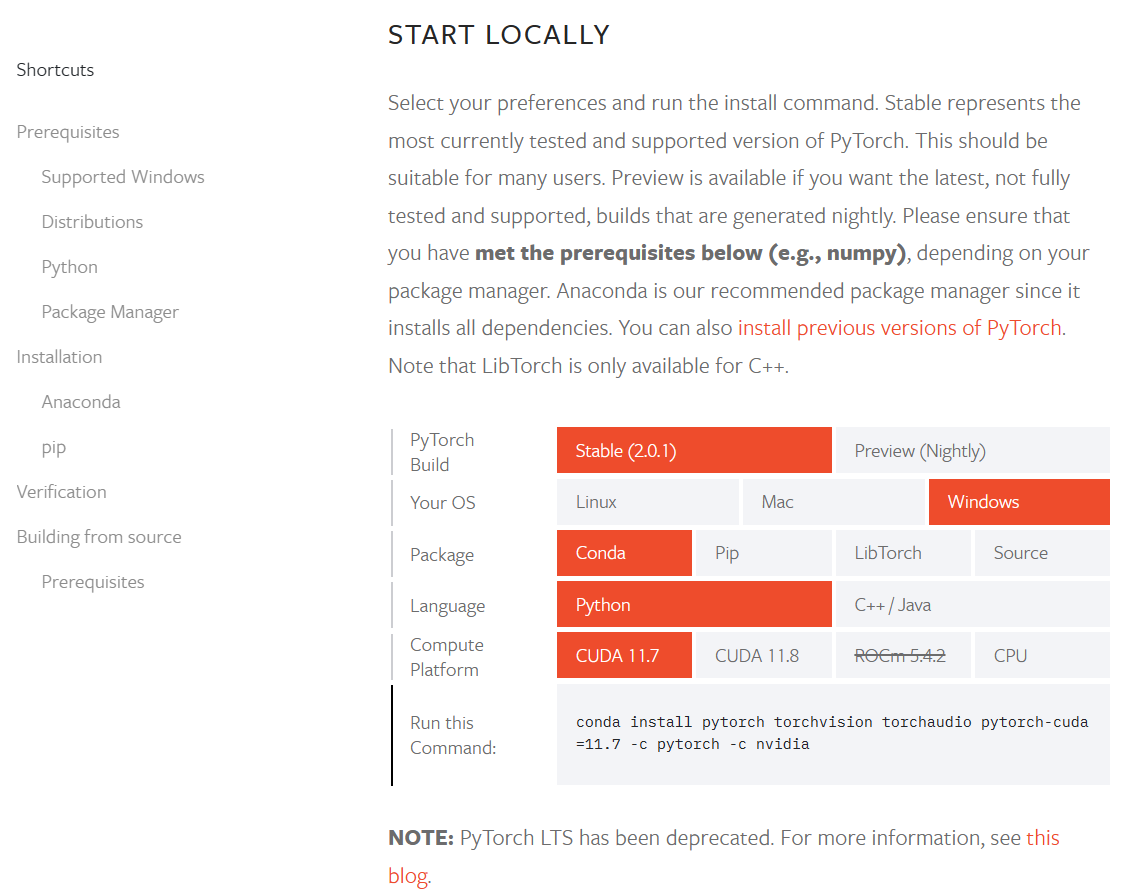 Shortcuts
Prerequisites
Supported Windows
Distributions
Python
Package Manager
Installation
Anaconda
pip
Verification
Building from source
Prerequisites
START LOCALLY
Select your preferences and run the install command. Stable represents the
most currently tested and supported version of PyTorch. This should be
suitable for many users. Preview is available if you want the latest, not fully
tested and supported, builds that are generated nightly. Please ensure that
you have met the prerequisites below (e.g., numpy), depending on your
package manager. Anaconda is our recommended package manager since it
installs all dependencies. You can also install previous versions of PyTorch.
Note that LibTorch is only available for C++.
PyTorch
Build
Stable (2.0.1) Preview (Nightly)
Your OS Linux Mac Windows
Package Conda Pip LibTorch Source
Language Python C++ / Java
Compute
Platform
CUDA 11.7 CUDA 11.8 ROCm 5.4.2 CPU
Run this
Command:
conda install pytorch torchvision torchaudio pytorch-cuda
=11.7 -c pytorch -c nvidia
NOTE: PyTorch LTS has been deprecated. For more information, see this
blog.